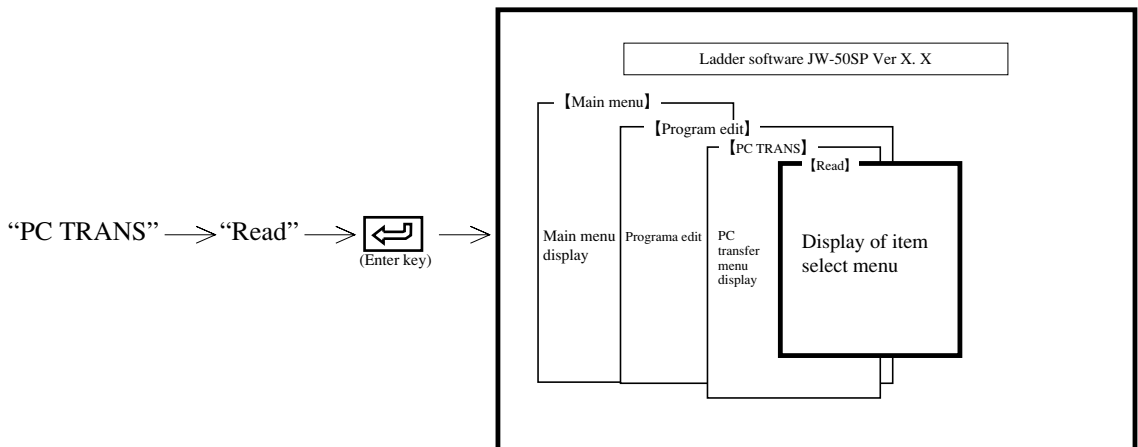 Ladder software JW-50SP Ver X. X
【Main menu】
【Program edit】
【PC TRANS】
【Read】
“PC TRANS”
“Read”
(Enter key)
Main menu
display
Programa edit
PC
transfer
menu
display
Display of item
select menu